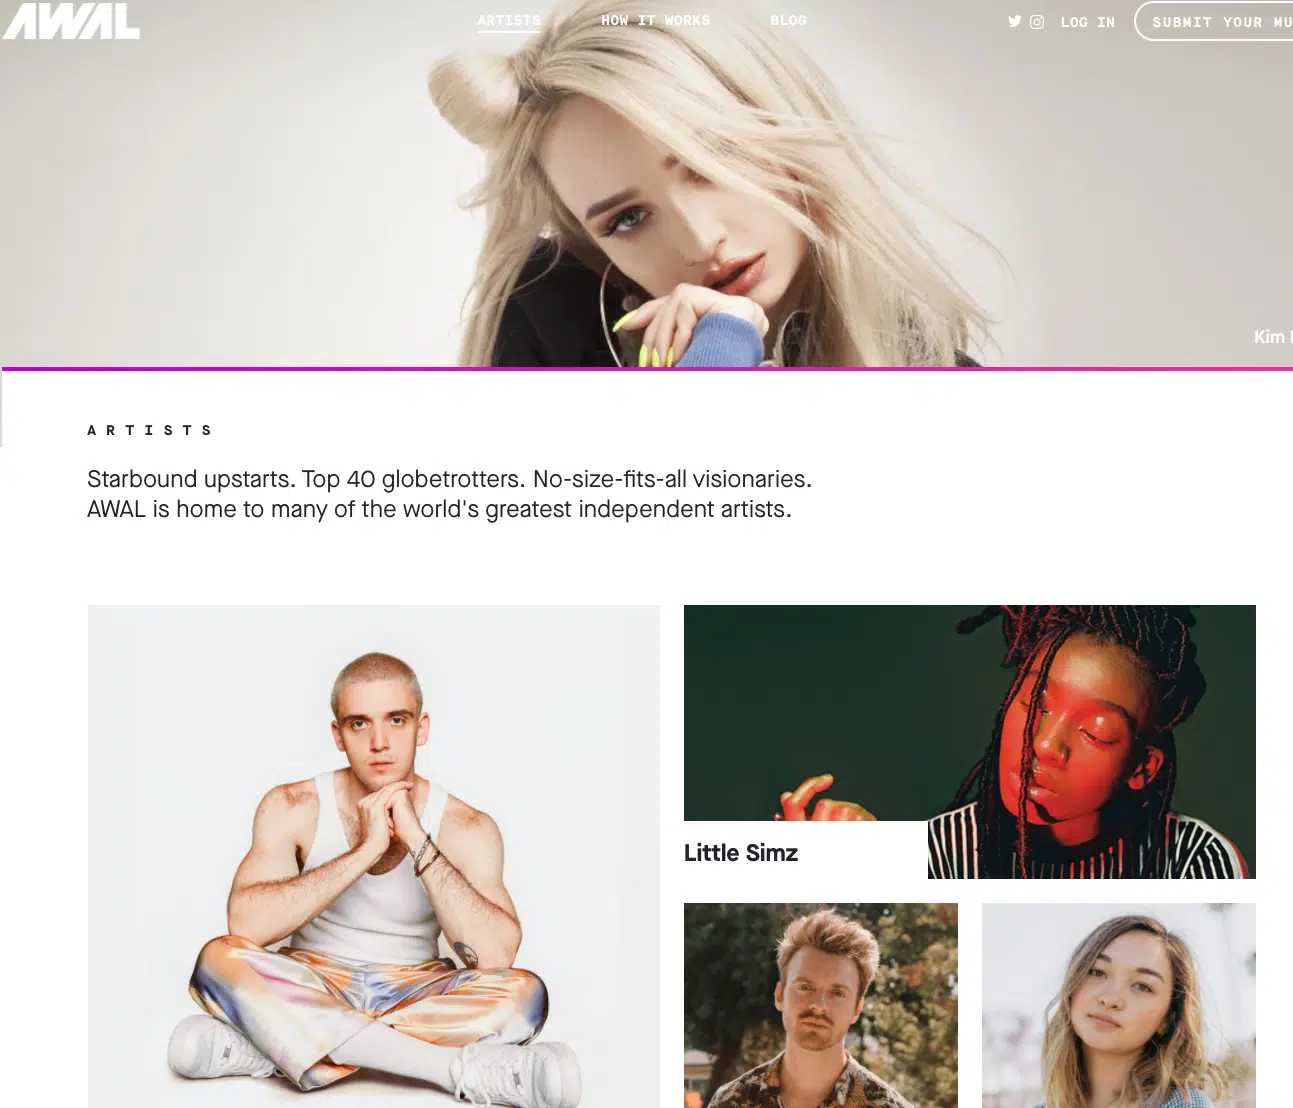 AWAL
ARTISTS HOW IT WORKS BLOG LOG IN SUBMIT YOUR MU
Kim
ARTISTS
Starbound upstarts. Top 40 globetrotters. No-size-fits-all visionaries.
AWAL is home to many of the world's greatest independent artists.
Little Simz